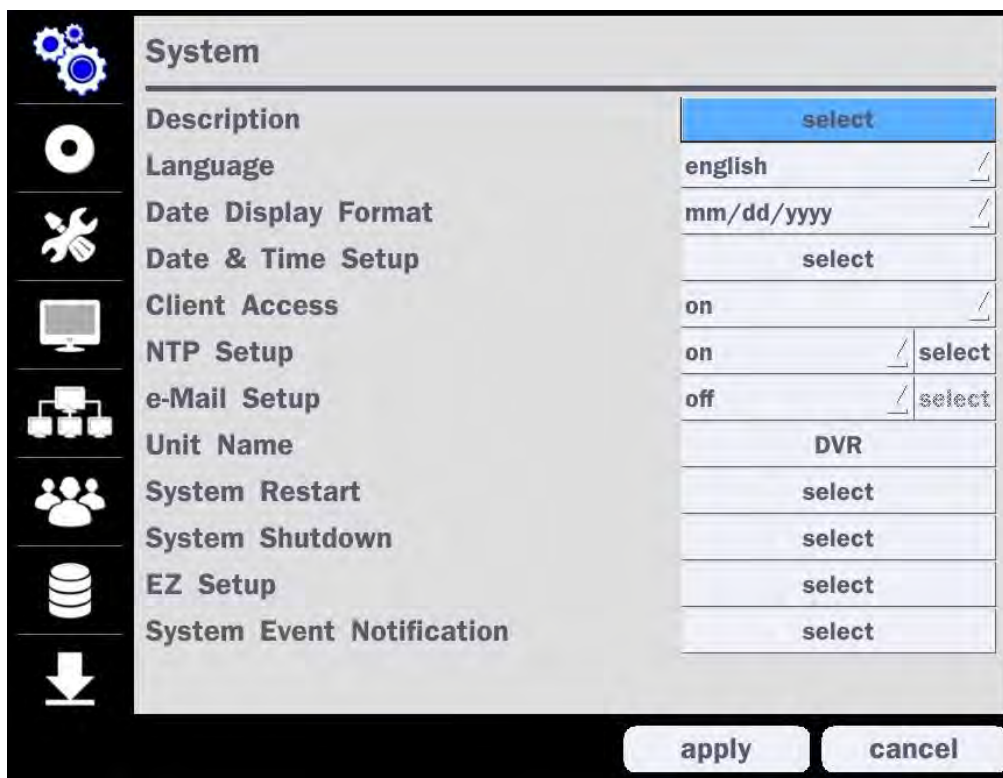 System
Description select
Language english
Date Display Format mm/dd/yyyy
Date & Time Setup select
Client Access on
NTP Setup on select
e-Mail Setup off select
Unit Name DVR
System Restart select
System Shutdown select
EZ Setup select
System Event Notification select
apply cancel